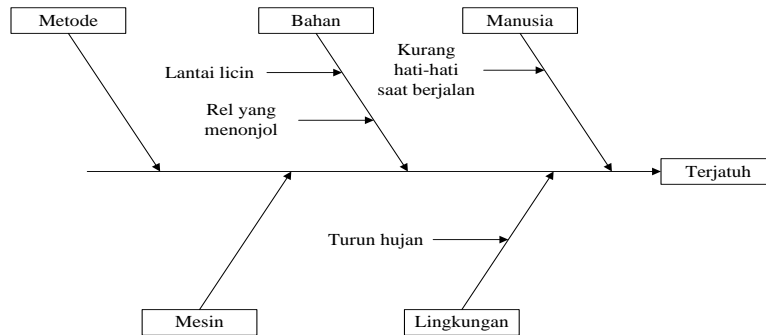 Metode
Bahan
Manusia
Lantai licin
Rel yang
menonjol
Kurang
hati-hati
saat berjalan
Terjatuh
Turun hujan
Mesin
Lingkungan